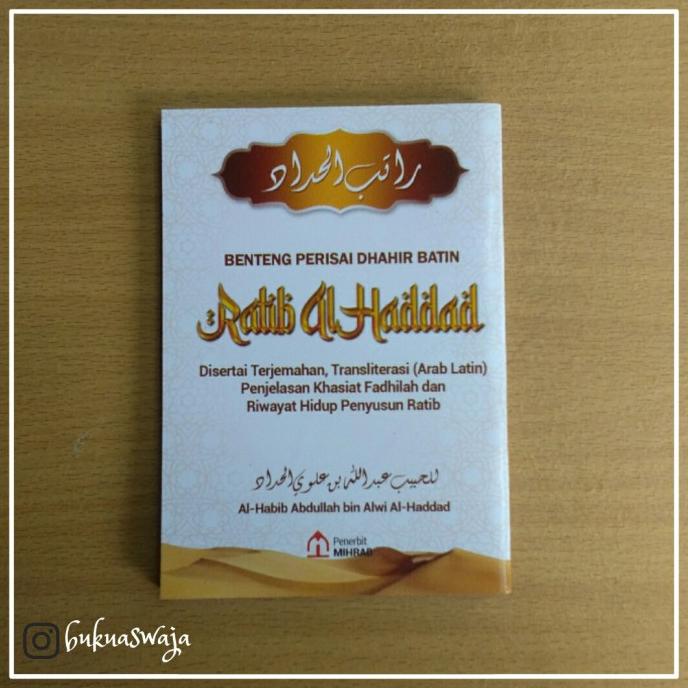 راتب الحداد
BENTENG PERISAI DHAHIR BATIN
Ratib Al Haddad
Disertai Terjemahan, Transliterasi (Arab Latin)
Penjelasan Khasiat Fadhilah dan
Riwayat Hidup Penyusun Ratib
للحبيب عبد الله بن علوي الحداد
Al-Habib Abdullah bin Alwi Al-Haddad
Penerbit
MIHRAB
bukuaswaja